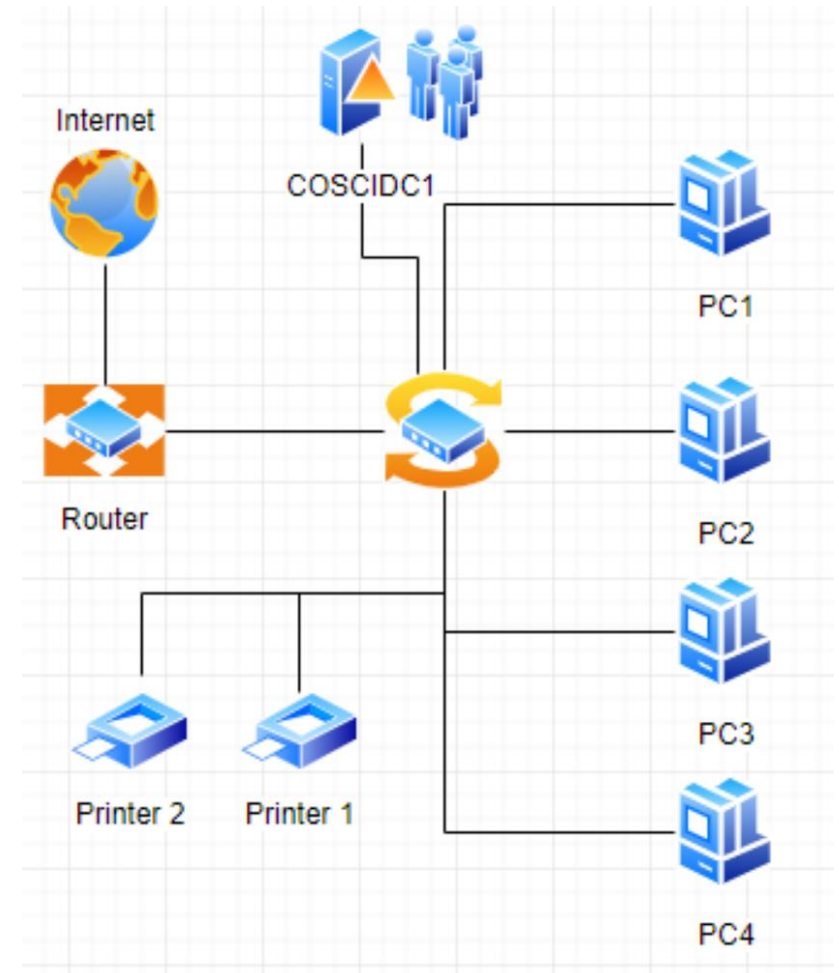 Internet
COSCIDC1
PC1
Router
PC2
PC3
Printer 2
Printer 1
PC4